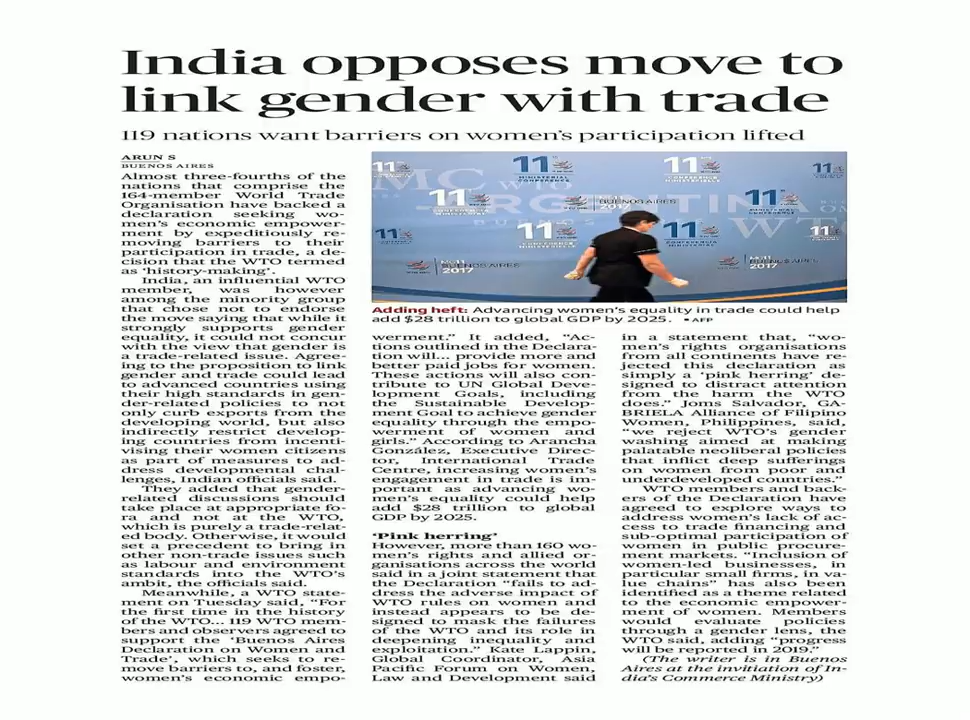 India opposes move to
link gender with trade
119 nations want barriers on women's participation lifted
ARUN S
BUENOS AIRES
Almost three-fourths of the
nations that comprise the
164-member World Trade
Organisation have backed a
declaration seeking wo-
men's economic empower-
ment by expeditiously re-
moving barriers to their
participation in trade, a de-
cision that the WTO termed
as 'history-making'.
India, an influential WTO
member, was however
among the minority group
that chose not to endorse
the move saying that while it
strongly supports gender
equality, it could not concur
with the view that gender is
a trade-related issue. Agree-
ing to the proposition to link
gender and trade could lead
to advanced countries using
their high standards in gen-
der-related policies to not
only curb exports from the
developing world, but also
indirectly restrict develop-
ing countries from incenti-
vising their women citizens
as part of measures to ad-
dress developmental chal-
lenges, Indian officials said.
They added that gender-
related discussions should
take place at appropriate fo-
ra and not at the WTO,
which is purely a trade-relat-
ed body. Otherwise, it would
set a precedent to bring in
other non-trade issues such
as labour and environment
standards into the WTO's
ambit, the officials said.
Meanwhile, a WTO state-
ment on Tuesday said, "For
the first time in the history
of the WTO... 119 WTO mem-
bers and observers agreed to
support the 'Buenos Aires
Declaration on Women and
Trade', which seeks to re-
move barriers to, and foster,
women's economic empo-
11
MINISTERIAL
CONFERENCE
BUENOS AIRES
2017
ARGENTINA
Adding heft: Advancing women's equality in trade could help
add $28 trillion to global GDP by 2025. • AFP
werment." It added, "Ac-
tions outlined in the Declara-
tion will... provide more and
better paid jobs for women.
These actions will also con-
tribute to UN Global Deve-
lopment Goals, including
the Sustainable Develop-
ment Goal to achieve gender
equality through the empo-
werment of women and
girls." According to Arancha
González, Executive Direc-
tor, International Trade
Centre, increasing women's
engagement in trade is im-
portant as advancing wo-
men's equality could help
add $28 trillion to global
GDP by 2025.
'Pink herring'
However, more than 160 wo-
men's rights and allied or-
ganisations across the world
said in a joint statement that
the Declaration "fails to ad-
dress the adverse impact of
WTO rules on women and
instead appears to be de-
signed to mask the failures
of the WTO and its role in
deepening inequality and
exploitation." Kate Lappin,
Global Coordinator, Asia
Pacific Forum on Women,
Law and Development said
in a statement that, "wo-
men's rights organisations
from all continents have re-
jected this declaration as
simply a 'pink herring' de-
signed to distract attention
from the harm the WTO
does." Joms Salvador, GA-
BRIELA Alliance of Filipino
Women, Philippines, said,
"we reject WTO's gender
washing aimed at making
palatable neoliberal policies
that inflict deep sufferings
on women from poor and
underdeveloped countries."
WTO members and back-
ers of the Declaration have
agreed to explore ways to
address women's lack of ac-
cess to trade financing and
sub-optimal participation of
women in public procure-
ment markets. "Inclusion of
women-led businesses, in
particular small firms, in va-
lue chains" has also been
identified as a theme related
to the economic empower-
ment of women. Members
would evaluate policies
through a gender lens, the
WTO said, adding "progress
will be reported in 2019."
(The writer is in Buenos
Aires at the invitiation of In-
dia's Commerce Ministry)